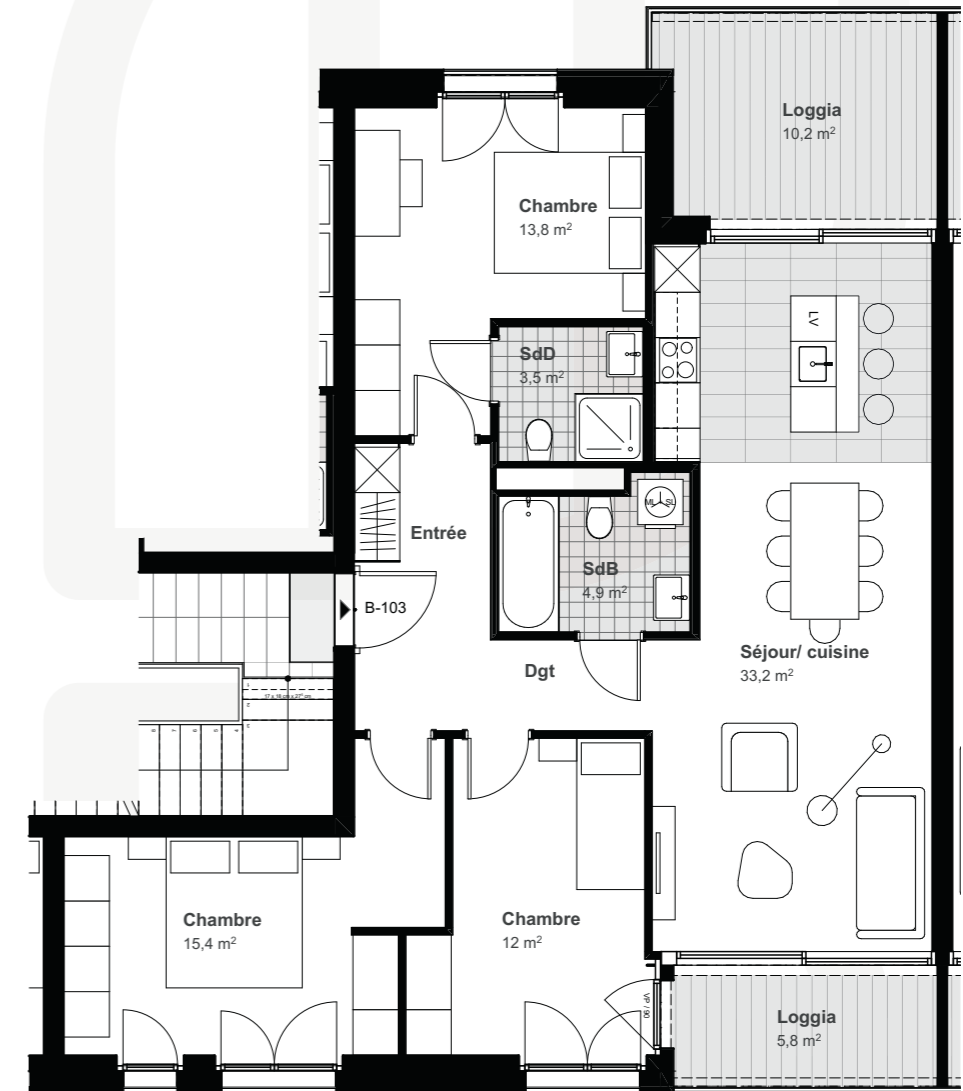 Loggia
10,2 m²
Chambre
13,8 m²
LV
SdD
3,5 m²
Entrée
ML
SL
SdB
4,9 m²
B-103
Séjour/ cuisine
33,2 m²
Dgt
Chambre
15,4 m²
Chambre
12 m²
VP / 90
Loggia
5,8 m²